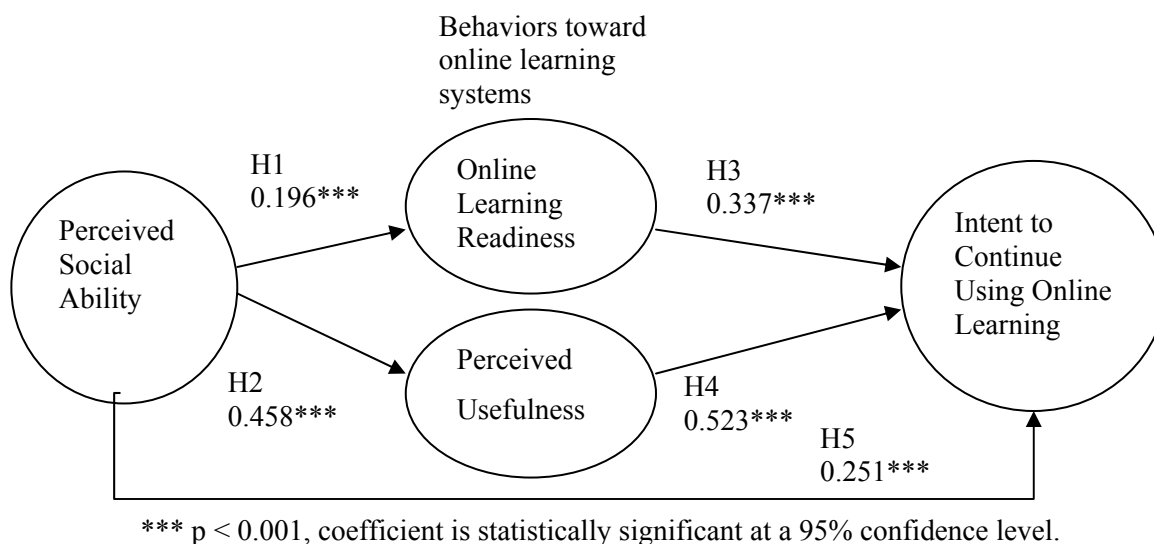 Behaviors toward
online learning
systems
H1
0.196***
Online
Learning
Readiness
H3
0.337***
Perceived
Social
Ability
Intent to
Continue
Using Online
Learning
H2
0.458***
Perceived
Usefulness
H4
0.523***
H5
0.251***
*** p < 0.001, coefficient is statistically significant at a 95% confidence level.